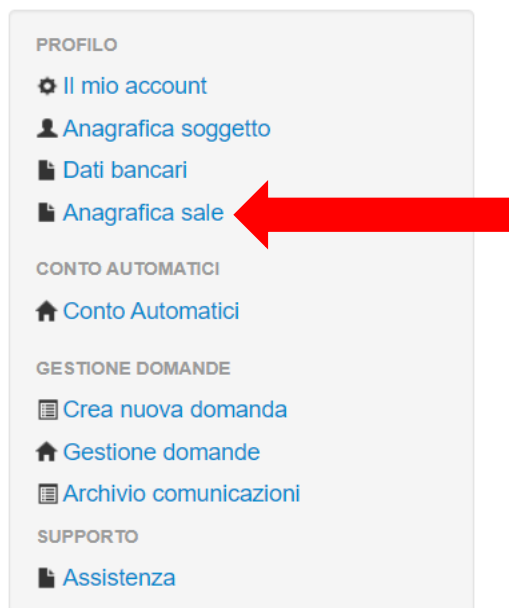 PROFILO
Il mio account
Anagrafica soggetto
Dati bancari
Anagrafica sale
CONTO AUTOMATICI
Conto Automatici
GESTIONE DOMANDE
Crea nuova domanda
Gestione domande
Archivio comunicazioni
SUPPORTO
Assistenza